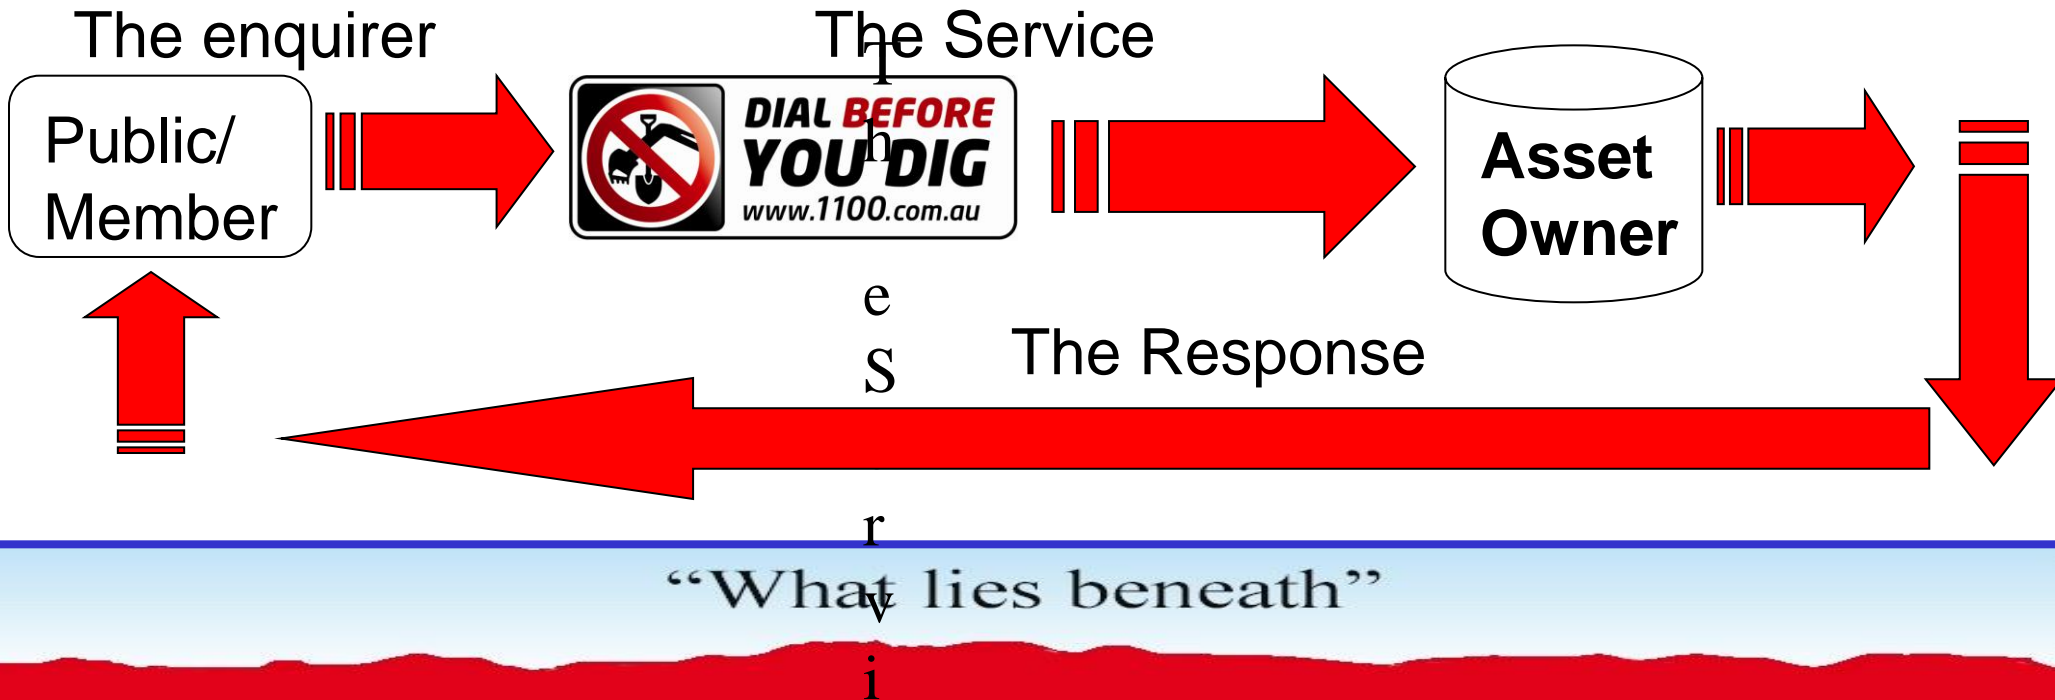 The enquirer
The Service
Public/
Member
DIAL BEFORE
YOU DIG
www.1100.com.au
Asset
Owner
The Response
“What lies beneath”
T
h
e
S
r
v
i